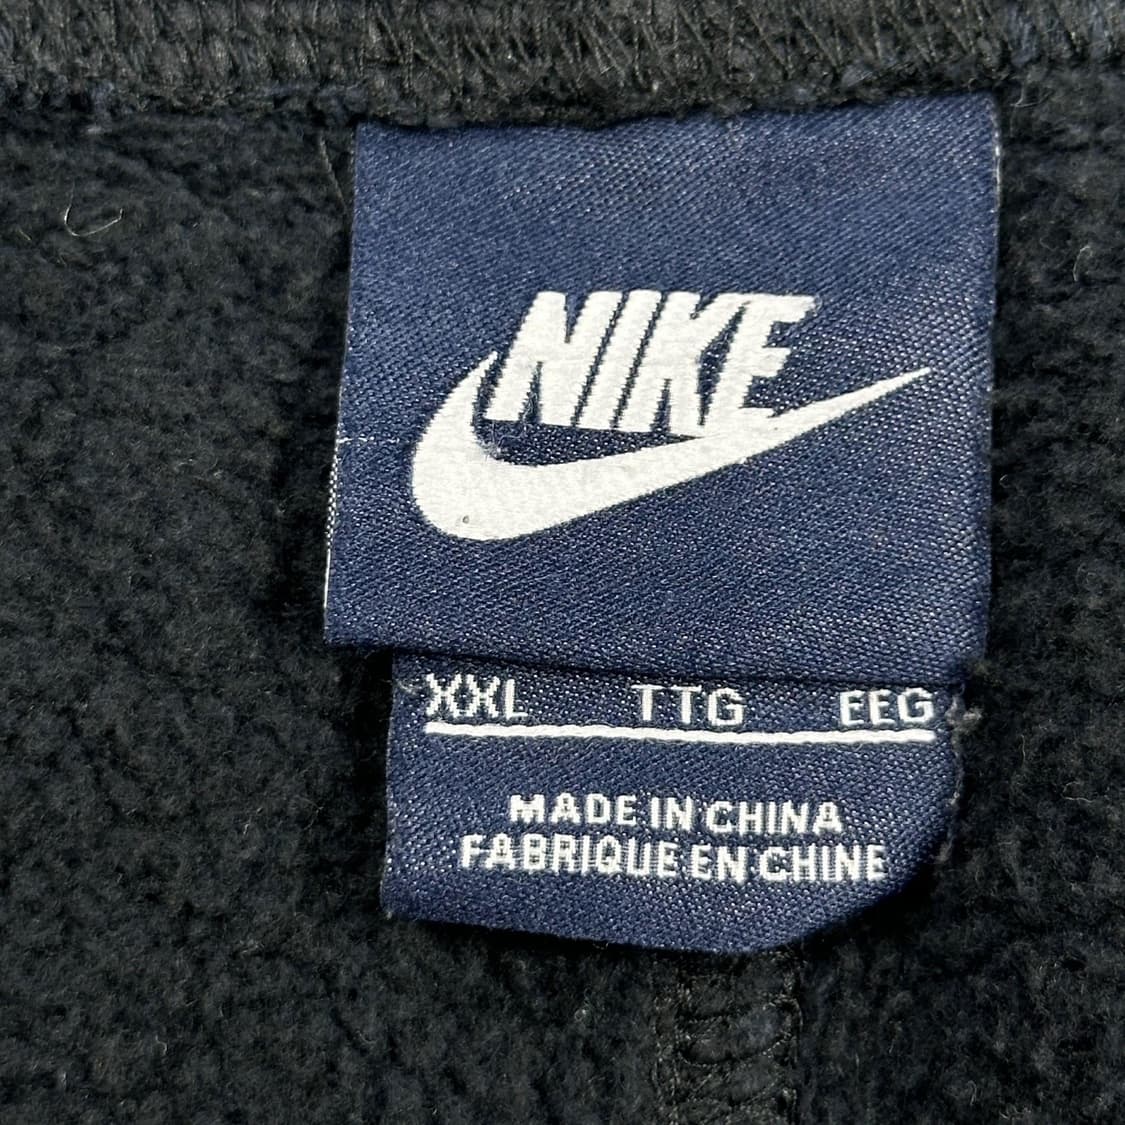 NIKE
XXL TTG EEG
MADE IN CHINA
FABRIQUE EN CHINE